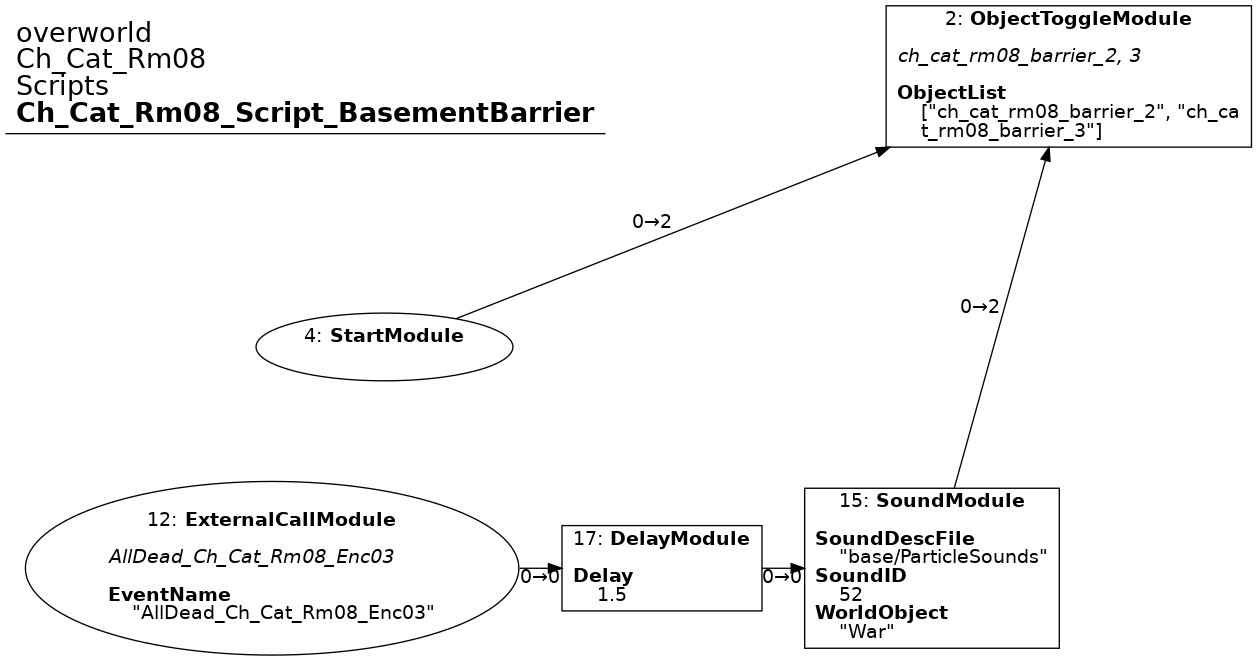 overworld
Ch_Cat_Rm08
Scripts
Ch_Cat_Rm08_Script_BasementBarrier
2: ObjectToggleModule
ch_cat_rm08_barrier_2, 3
ObjectList
["ch_cat_rm08_barrier_2", "ch_ca
t_rm08_barrier_3"]
0→2
4: StartModule
0→2
12: ExternalCallModule
AllDead_Ch_Cat_Rm08_Enc03
EventName
"AllDead_Ch_Cat_Rm08_Enc03"
0→0
17: DelayModule
Delay
1.5
0→0
15: SoundModule
SoundDescFile
"base/ParticleSounds"
SoundID
52
WorldObject
"War"